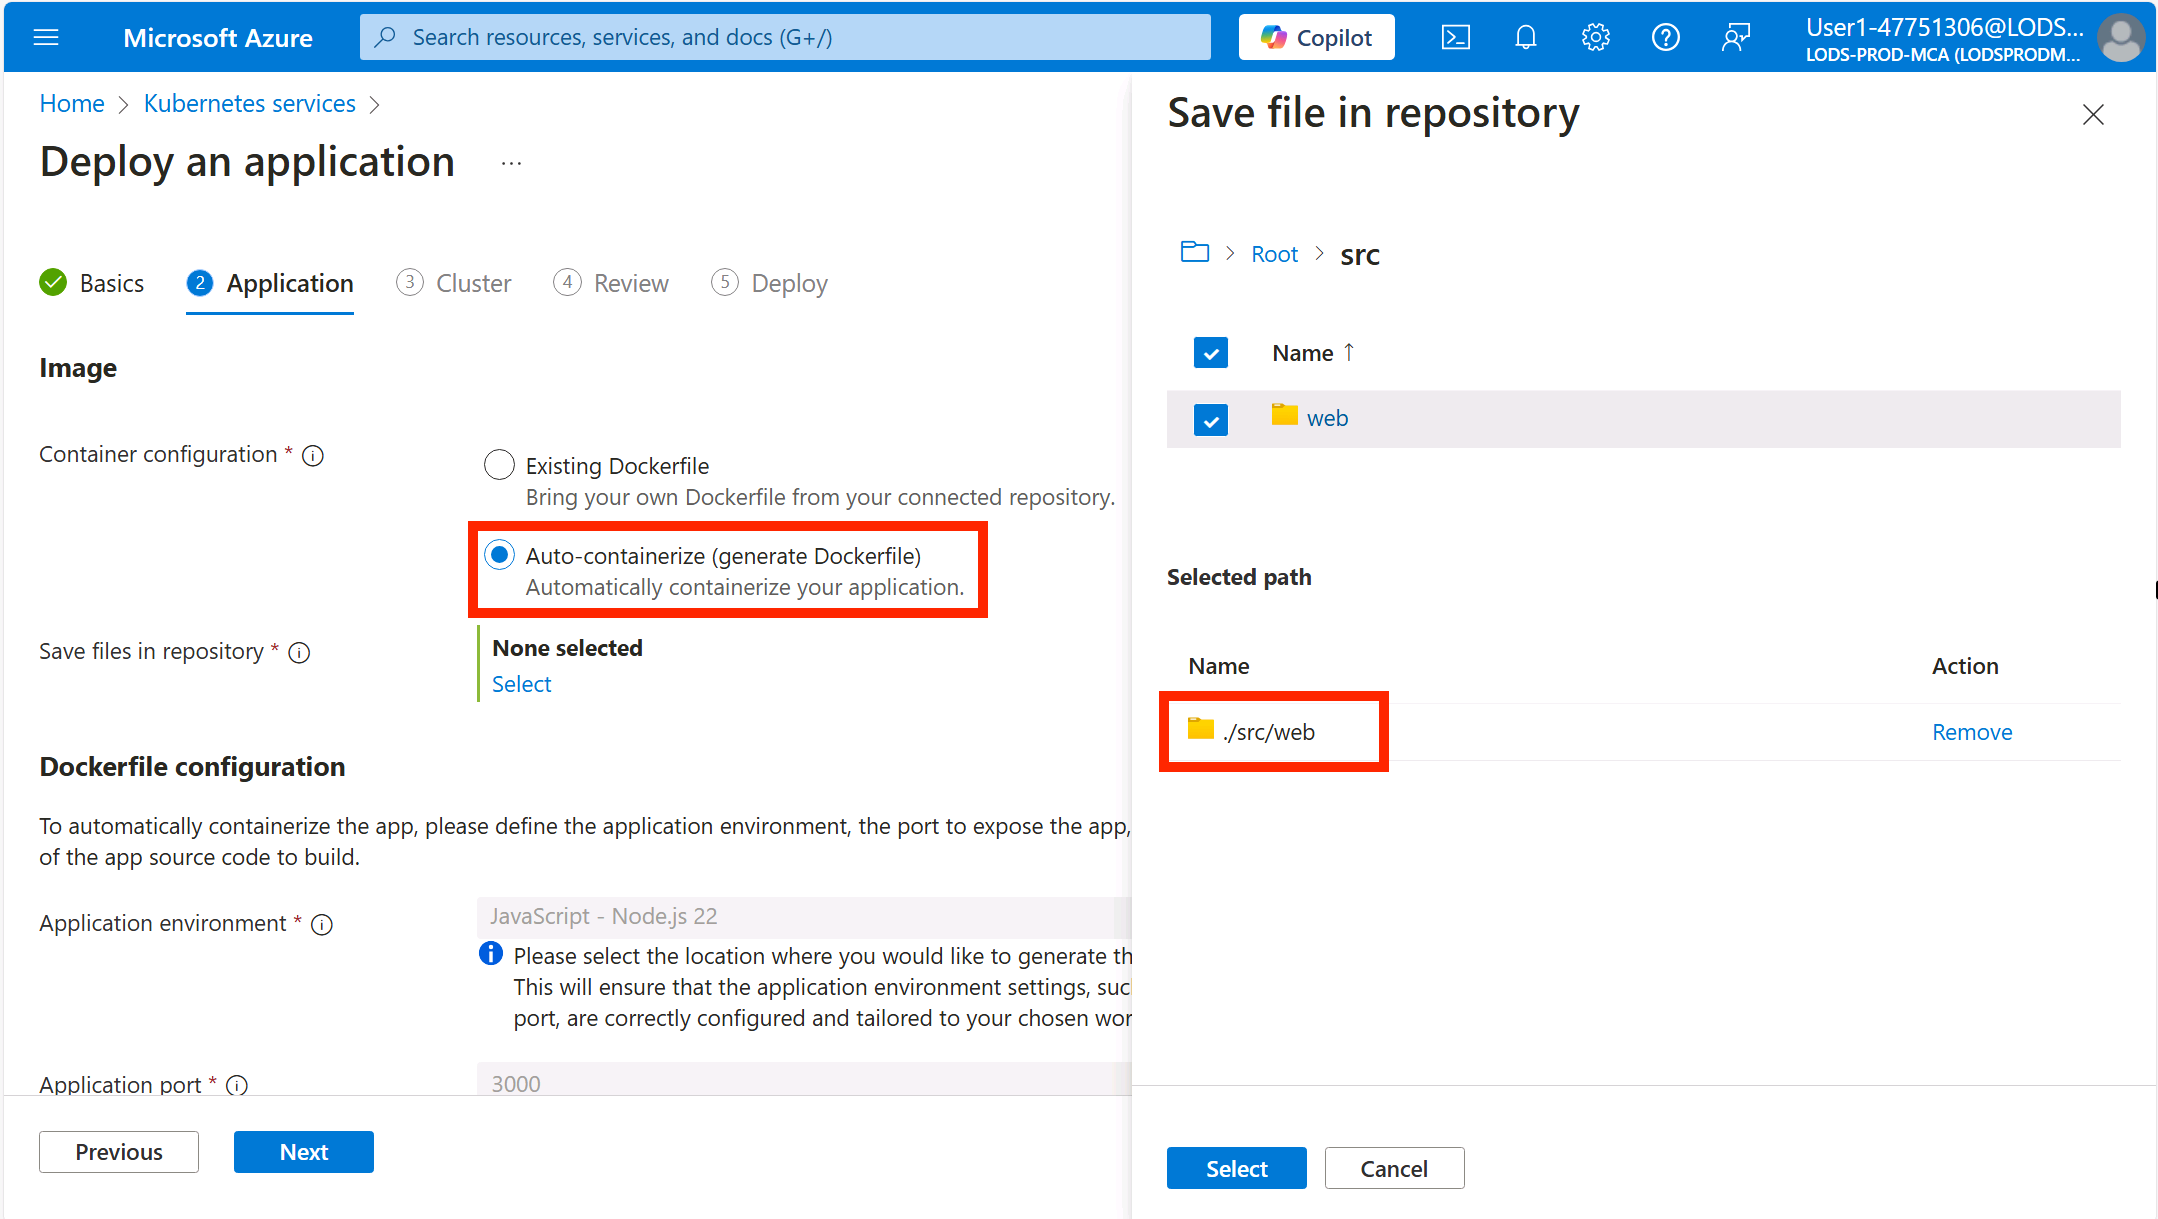 Microsoft Azure
Search resources, services, and docs (G+/)
Copilot
User1-47751306@LODS...
LODS-PROD-MCA (LODSPRODM...
Home > Kubernetes services >
Deploy an application ...
Basics
2 Application
3 Cluster
4 Review
5 Deploy
Image
Container configuration *
Existing Dockerfile
Bring your own Dockerfile from your connected repository.
Auto-containerize (generate Dockerfile)
Automatically containerize your application.
Save files in repository *
None selected
Select
Dockerfile configuration
To automatically containerize the app, please define the application environment, the port to expose the app,
of the app source code to build.
Application environment *
JavaScript - Node.js 22
Please select the location where you would like to generate th
This will ensure that the application environment settings, suc
port, are correctly configured and tailored to your chosen wor
Application port *
3000
Previous
Next
Save file in repository
> Root > src
Name ↑
web
Selected path
Name
Action
./src/web
Remove
Select
Cancel